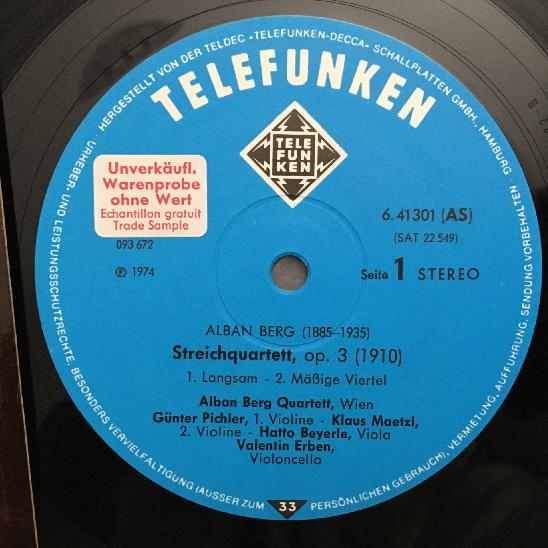 HERGESTELLT VON DER TELDEC »TELEFUNKEN-DECCA« SCHALLPLATTEN GMBH., HAMBURG
URHEBER- UND LEISTUNGSSCHUTZRECHTE, BESONDERS VERVIELFÄLTIGUNG (AUSSER ZUM PERSÖNLICHEN GEBRAUCH), VERMIETUNG, AUFFÜHRUNG, SENDUNG VORBEHALTEN
TELEFUNKEN
TELE
FUN
KEN
Unverkäufl.
Warenprobe
ohne Wert
Echantillon gratuit
Trade Sample
093 672
℗ 1974
6.41301 (AS)
(SAT 22 549)
Seite 1 STEREO
ALBAN BERG (1885-1935)
Streichquartett, op. 3 (1910)
1. Langsam - 2. Mäßige Viertel
Alban Berg Quartett, Wien
Günter Pichler, 1. Violine - Klaus Maetzl,
2. Violine - Hatto Beyerle, Viola
Valentin Erben,
Violoncello
33